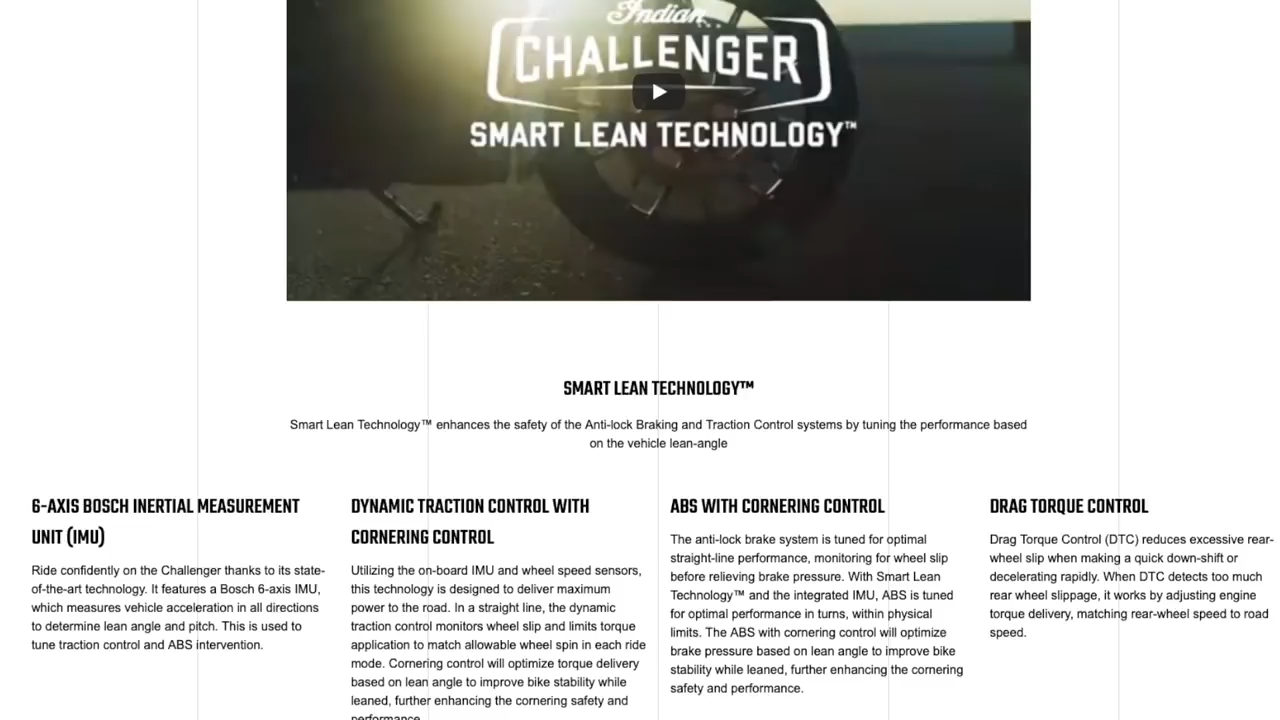 Indian
CHALLENGER
SMART LEAN TECHNOLOGY™
SMART LEAN TECHNOLOGY™
Smart Lean Technology™ enhances the safety of the Anti-lock Braking and Traction Control systems by tuning the performance based
on the vehicle lean-angle
6-AXIS BOSCH INERTIAL MEASUREMENT
UNIT (IMU)
Ride confidently on the Challenger thanks to its state-
of-the-art technology. It features a Bosch 6-axis IMU,
which measures vehicle acceleration in all directions
to determine lean angle and pitch. This is used to
tune traction control and ABS intervention.
DYNAMIC TRACTION CONTROL WITH
CORNERING CONTROL
Utilizing the on-board IMU and wheel speed sensors,
this technology is designed to deliver maximum
power to the road. In a straight line, the dynamic
traction control monitors wheel slip and limits torque
application to match allowable wheel spin in each ride
mode. Cornering control will optimize torque delivery
based on lean angle to improve bike stability while
leaned, further enhancing the cornering safety and
performance.
ABS WITH CORNERING CONTROL
The anti-lock brake system is tuned for optimal
straight-line performance, monitoring for wheel slip
before relieving brake pressure. With Smart Lean
Technology™ and the integrated IMU, ABS is tuned
for optimal performance in turns, within physical
limits. The ABS with cornering control will optimize
brake pressure based on lean angle to improve bike
stability while leaned, further enhancing the cornering
safety and performance.
DRAG TORQUE CONTROL
Drag Torque Control (DTC) reduces excessive rear-
wheel slip when making a quick down-shift or
decelerating rapidly. When DTC detects too much
rear wheel slippage, it works by adjusting engine
torque delivery, matching rear-wheel speed to road
speed.